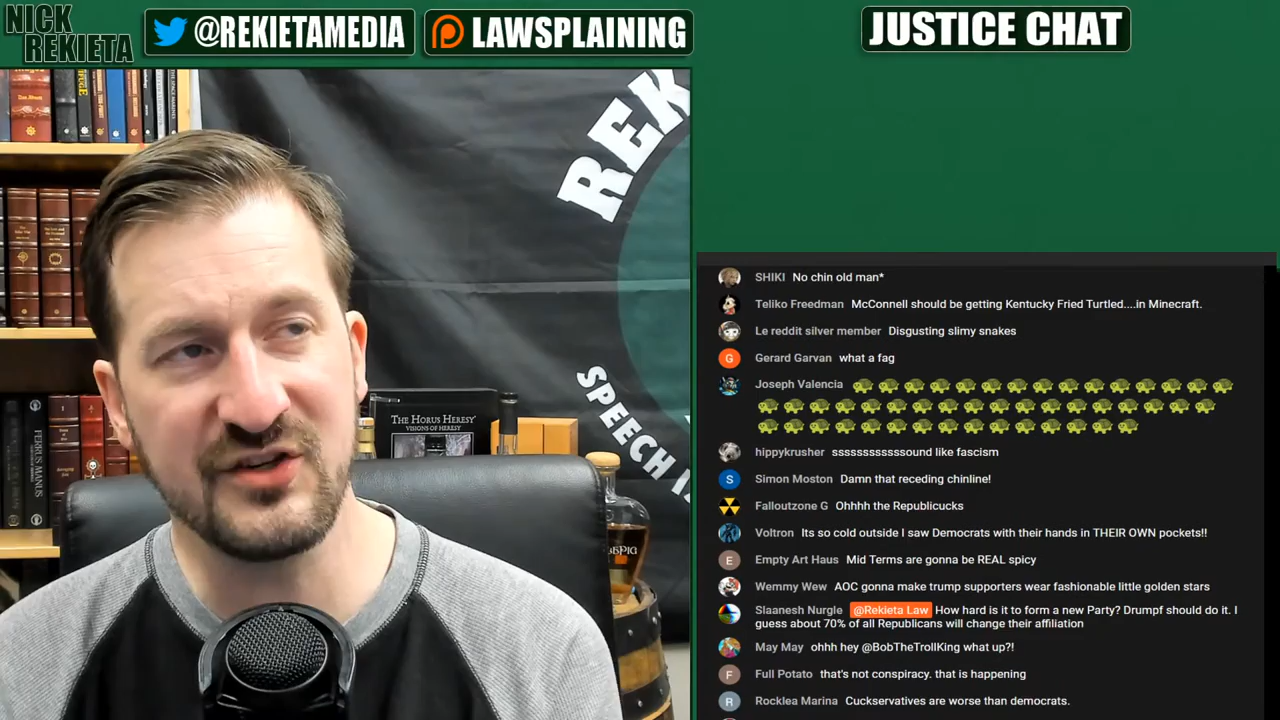 NICK
REKIETA
@REKIETAMEDIA
LAWSPLAINING
JUSTICE CHAT
REK
SPEECH I
THE HORUS HERESY
VISIONS OF HERESY
FERRUS MANUS
SHIKI No chin old man*
Teliko Freedman McConnell should be getting Kentucky Fried Turtled....in Minecraft.
Le reddit silver member Disgusting slimy snakes
G Gerard Garvan what a fag
Joseph Valencia 🐢🐢🐢🐢🐢🐢🐢🐢🐢🐢🐢🐢🐢🐢🐢
🐢🐢🐢🐢🐢🐢🐢🐢🐢🐢🐢🐢🐢🐢🐢🐢🐢🐢
🐢🐢🐢🐢🐢🐢🐢🐢🐢🐢🐢🐢🐢🐢🐢
hippykrusher ssssssssssssound like fascism
S Simon Moston Damn that receding chinline!
Falloutzone G Ohhhh the Republicucks
Voltron Its so cold outside I saw Democrats with their hands in THEIR OWN pockets!!
E Empty Art Haus Mid Terms are gonna be REAL spicy
Wemmy Wew AOC gonna make trump supporters wear fashionable little golden stars
Slaanesh Nurgle @Rekieta Law How hard is it to form a new Party? Drumpf should do it. I
guess about 70% of all Republicans will change their affiliation
May May ohhh hey @BobTheTrollKing what up?!
F Full Potato that's not conspiracy. that is happening
R Rocklea Marina Cuckservatives are worse than democrats.